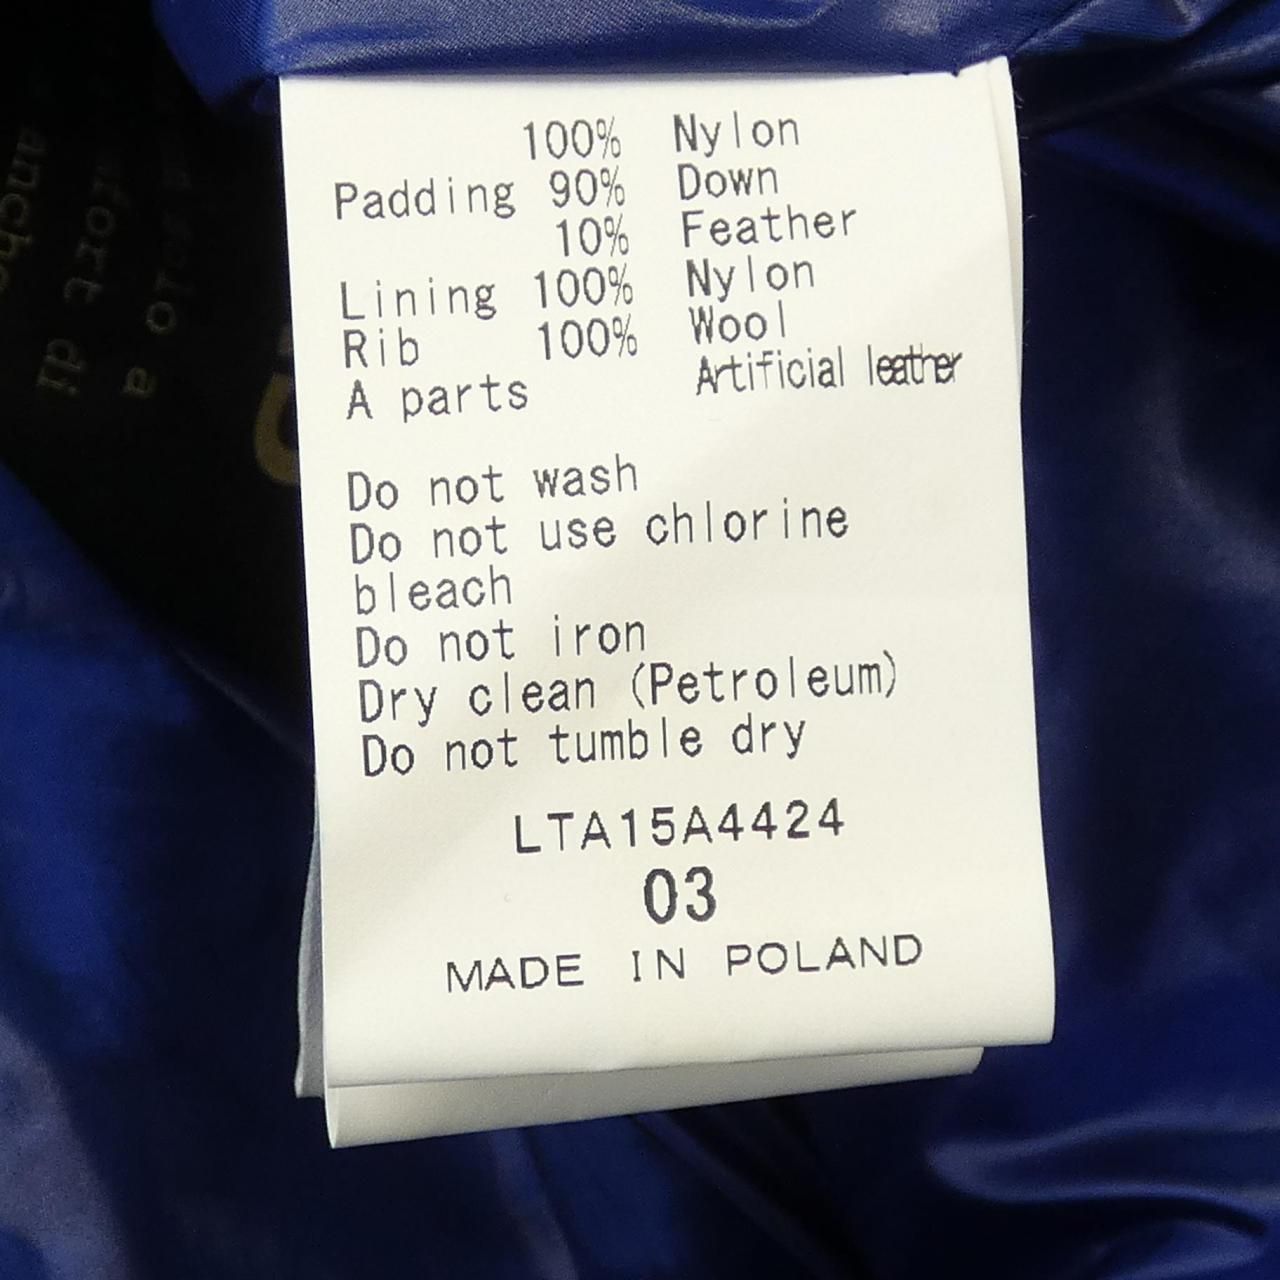 100% Nylon
Padding 90% Down
10% Feather
Lining 100% Nylon
Rib 100% Wool
A parts Artificial leather
Do not wash
Do not use chlorine
bleach
Do not iron
Dry clean (Petroleum)
Do not tumble dry
LTA15A4424
03
MADE IN POLAND
solo a
di